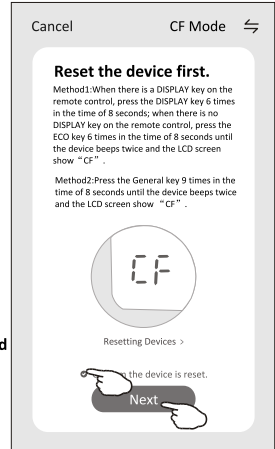 Cancel CF Mode
Reset the device first.
Method1:When there is a DISPLAY key on the
remote control, press the DISPLAY key 6 times
in the time of 8 seconds; when there is no
DISPLAY key on the remote control, press the
ECO key 6 times in the time of 8 seconds until
the device beeps twice and the LCD screen
show “CF”.
Method2:Press the General key 9 times in the
time of 8 seconds until the device beeps twice
and the LCD screen show “CF”.
CF
Resetting Devices >
d
the device is reset.
Next